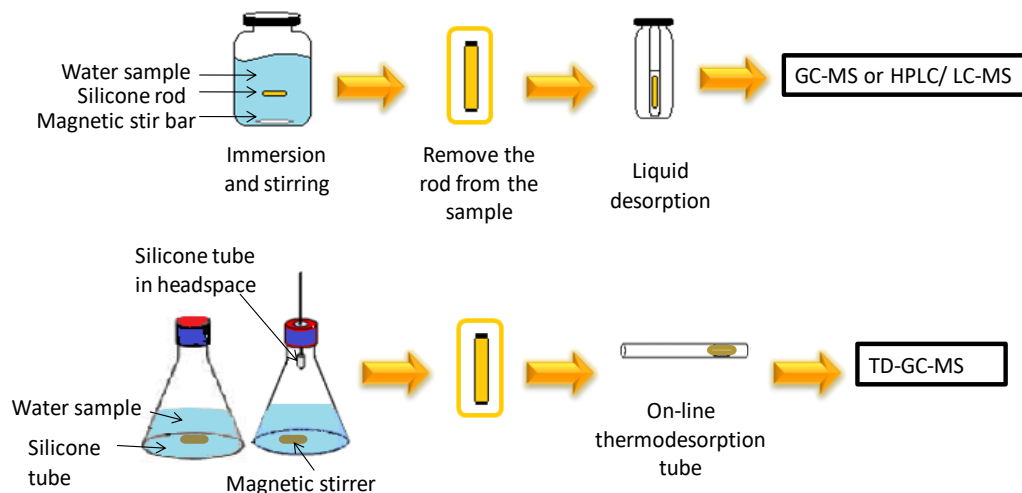 Water sample
Silicone rod
Magnetic stir bar
Immersion
and stirring
Remove the
rod from the
sample
Liquid
desorption
GC-MS or HPLC/ LC-MS
Silicone tube
in headspace
Water sample
Silicone
tube
Magnetic stirrer
On-line
thermodesorption
tube
TD-GC-MS